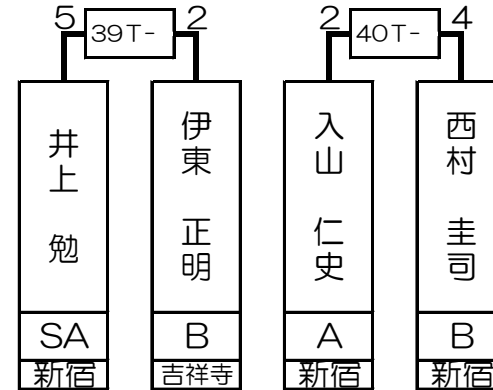 5 39T- 2 2 40T- 4
井上 勉
伊東 正明
入山 仁史
西村 圭司
SA B A B
新宿 吉祥寺 新宿 新宿